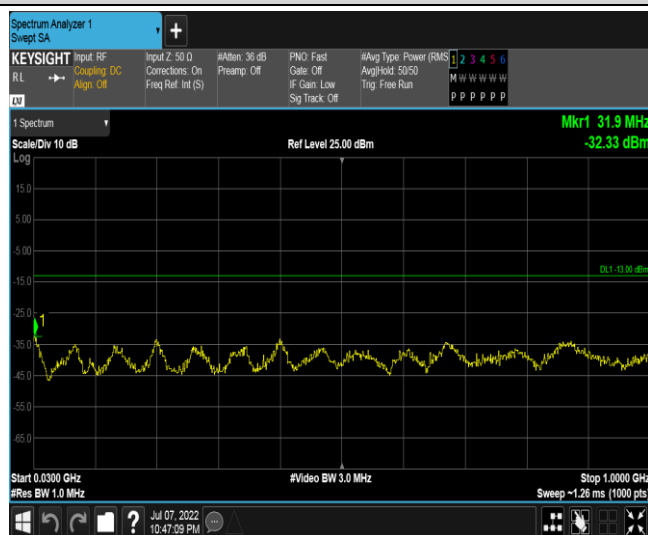 Spectrum Analyzer 1
Swept SA
KEYSIGHT
RL
LXI
Input: RF
Coupling: DC
Align: Off
Input Z: 50 Ω
Corrections: On
Freq Ref: Int (S)
#Atten: 36 dB
Preamp: Off
PNO: Fast
Gate: Off
IF Gain: Low
Sig Track: Off
#Avg Type: Power (RMS
Avg|Hold: 50/50
Trig: Free Run
1 2 3 4 5 6
M W W W W W
P P P P P P
1 Spectrum
Scale/Div 10 dB
Ref Level 25.00 dBm
Mkr1 31.9 MHz
-32.33 dBm
Log
15.0
5.00
-5.00
DL1 -13.00 dBm
-15.0
-25.0
1
-35.0
-45.0
-55.0
-65.0
Start 0.0300 GHz
#Video BW 3.0 MHz
Stop 1.0000 GHz
#Res BW 1.0 MHz
Sweep ~1.26 ms (1000 pts)
?
Jul 07, 2022
10:47:09 PM